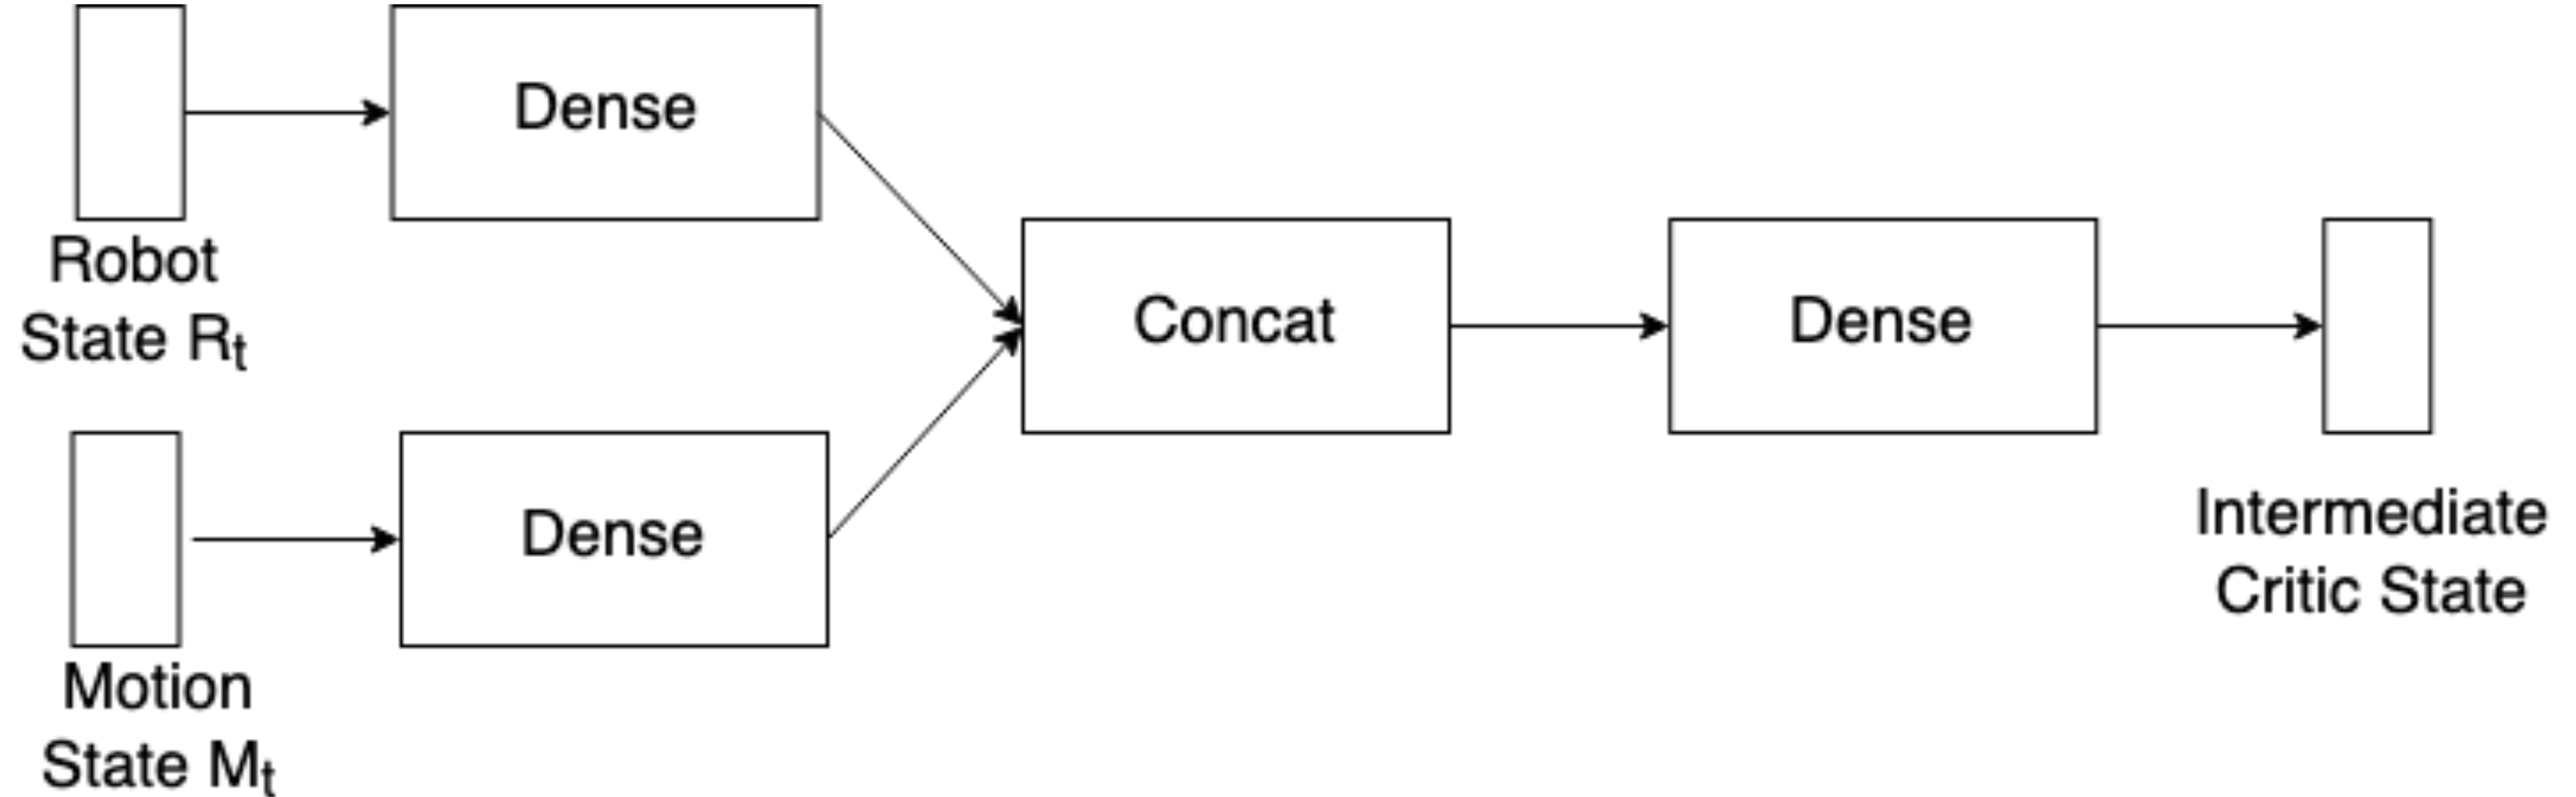 Dense
Robot
State Rt
Concat
Dense
Dense
Motion
State Mt
Intermediate
Critic State